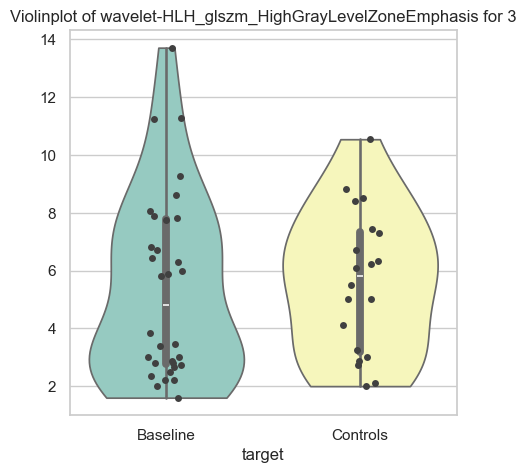 Violinplot of wavelet-HLH_glszm_HighGrayLevelZoneEmphasis for 3
14
12
10
8
6
4
2
Baseline
Controls
target